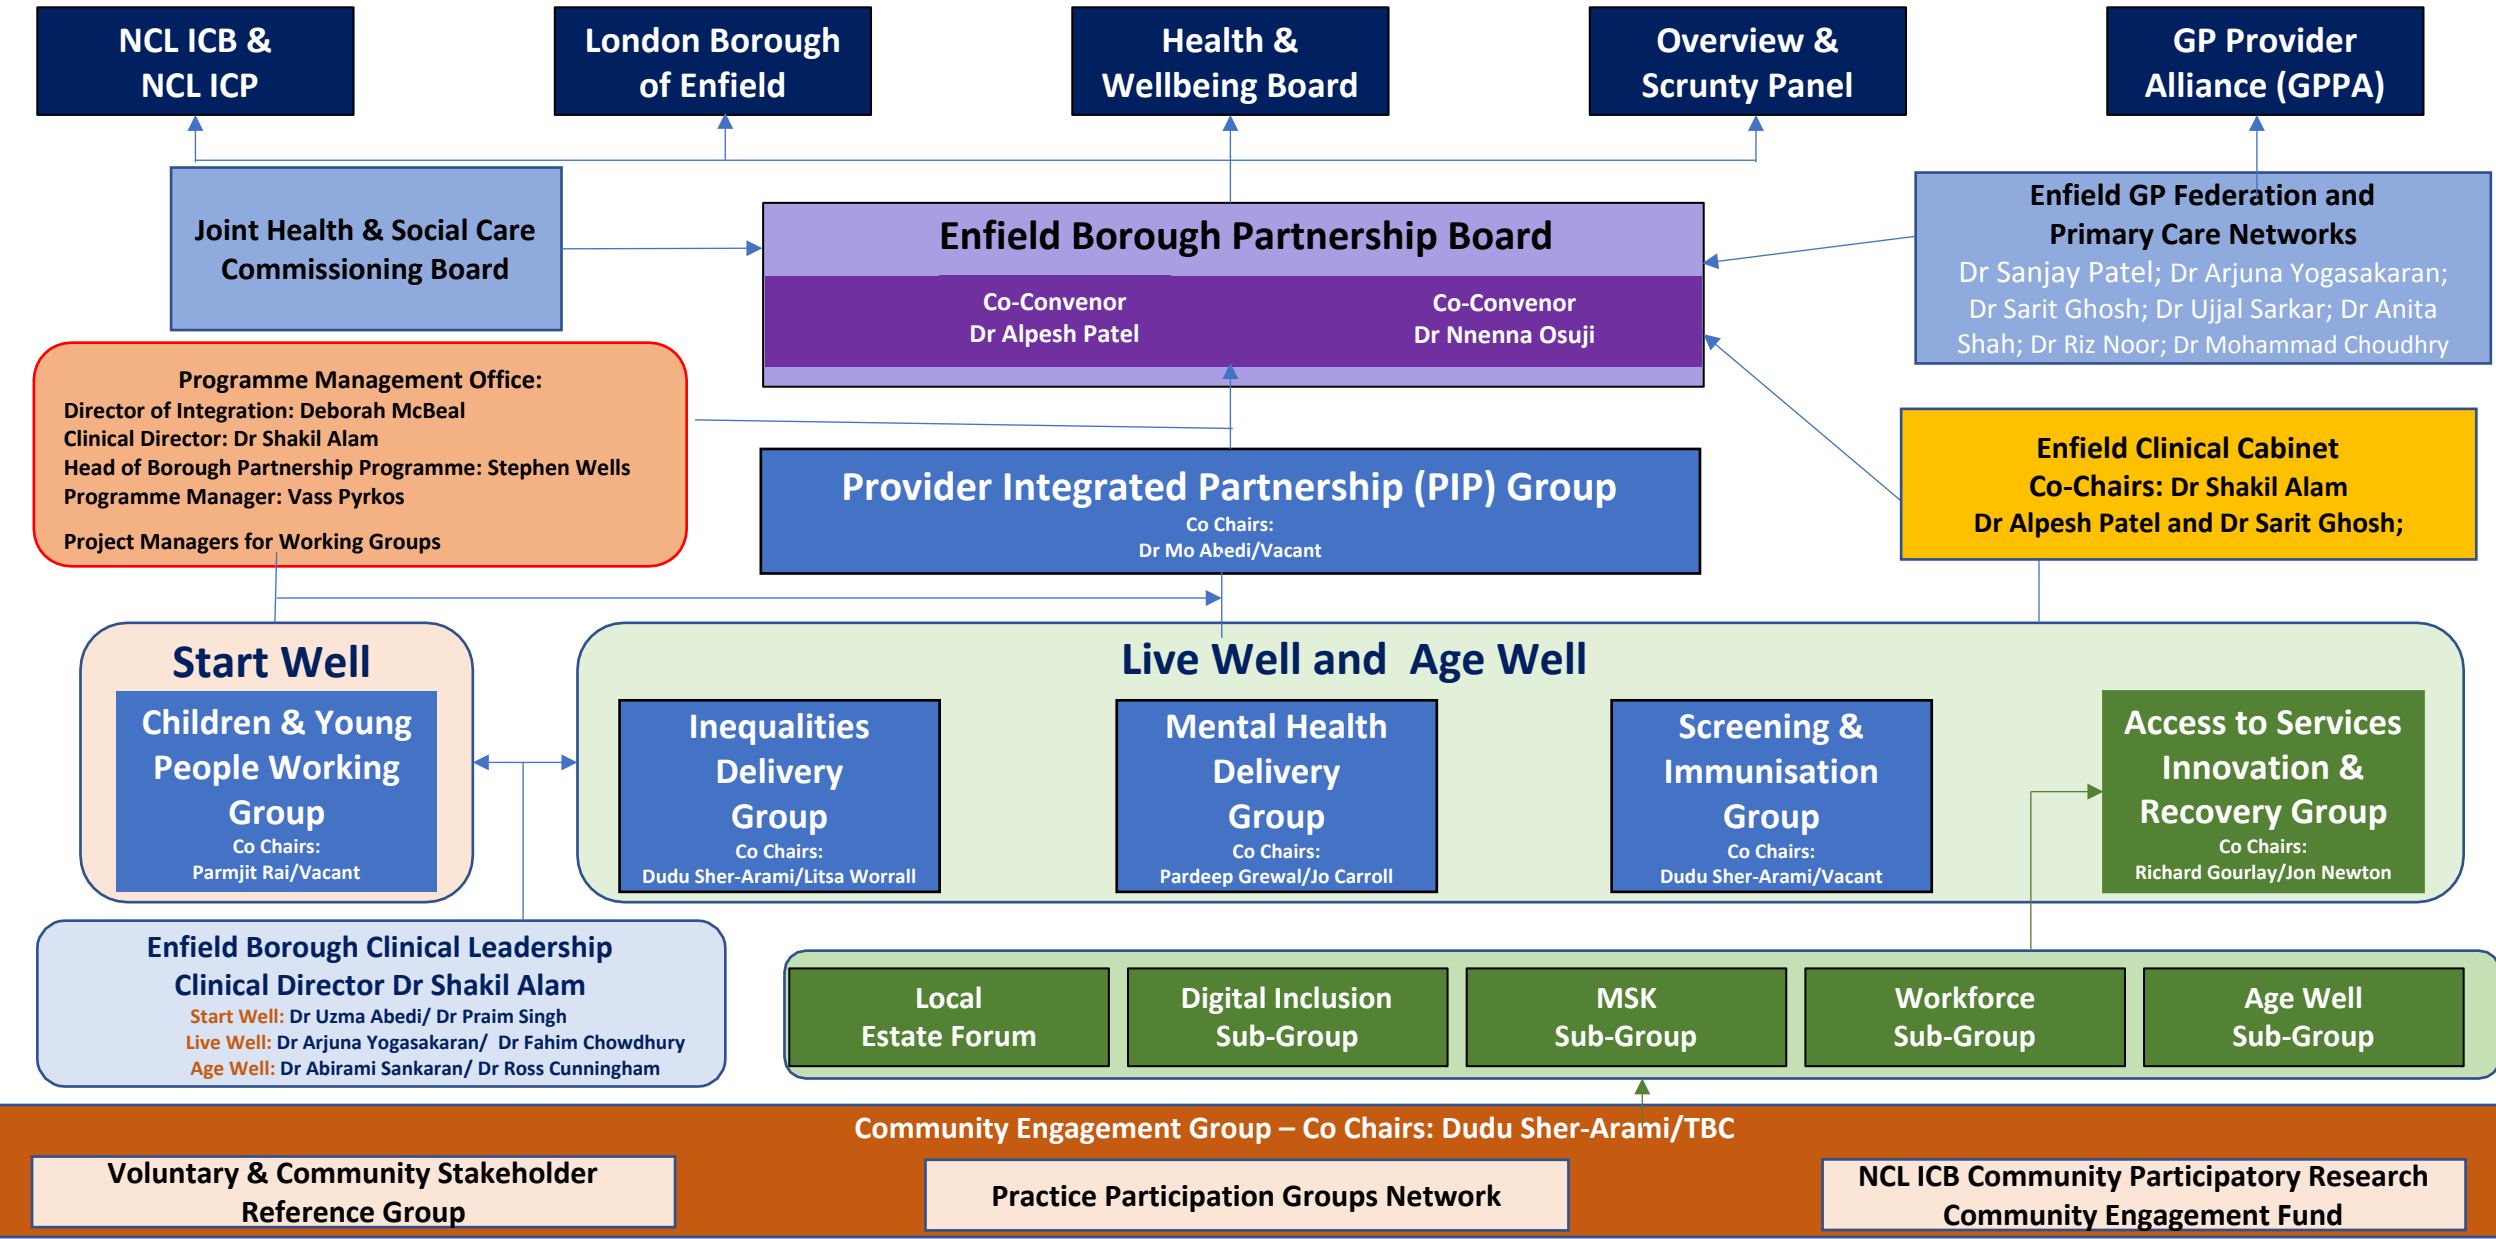 NCL ICB &
NCL ICP
London Borough
of Enfield
Health &
Wellbeing Board
Overview &
Scrunty Panel
GP Provider
Alliance (GPPA)
Joint Health & Social Care
Commissioning Board
Enfield Borough Partnership Board
Co-Convenor
Dr Alpesh Patel
Co-Convenor
Dr Nnenna Osuji
Enfield GP Federation and
Primary Care Networks
Dr Sanjay Patel; Dr Arjuna Yogasakaran;
Dr Sarit Ghosh; Dr Ujjal Sarkar; Dr Anita
Shah; Dr Riz Noor; Dr Mohammad Choudhry
Programme Management Office:
Director of Integration: Deborah McBeal
Clinical Director: Dr Shakil Alam
Head of Borough Partnership Programme: Stephen Wells
Programme Manager: Vass Pyrkos
Project Managers for Working Groups
Provider Integrated Partnership (PIP) Group
Co Chairs:
Dr Mo Abedi/Vacant
Enfield Clinical Cabinet
Co-Chairs: Dr Shakil Alam
Dr Alpesh Patel and Dr Sarit Ghosh;
Start Well
Children & Young
People Working
Group
Co Chairs:
Parmjit Rai/Vacant
Live Well and  Age Well
Inequalities
Delivery
Group
Co Chairs:
Dudu Sher-Arami/Litsa Worrall
Mental Health
Delivery
Group
Co Chairs:
Pardeep Grewal/Jo Carroll
Screening &
Immunisation
Group
Co Chairs:
Dudu Sher-Arami/Vacant
Access to Services
Innovation &
Recovery Group
Co Chairs:
Richard Gourlay/Jon Newton
Enfield Borough Clinical Leadership
Clinical Director Dr Shakil Alam
Start Well: Dr Uzma Abedi/ Dr Praim Singh
Live Well: Dr Arjuna Yogasakaran/  Dr Fahim Chowdhury
Age Well: Dr Abirami Sankaran/ Dr Ross Cunningham
Local
Estate Forum
Digital Inclusion
Sub-Group
MSK
Sub-Group
Workforce
Sub-Group
Age Well
Sub-Group
Community Engagement Group – Co Chairs: Dudu Sher-Arami/TBC
Voluntary & Community Stakeholder
Reference Group
Practice Participation Groups Network
NCL ICB Community Participatory Research
Community Engagement Fund